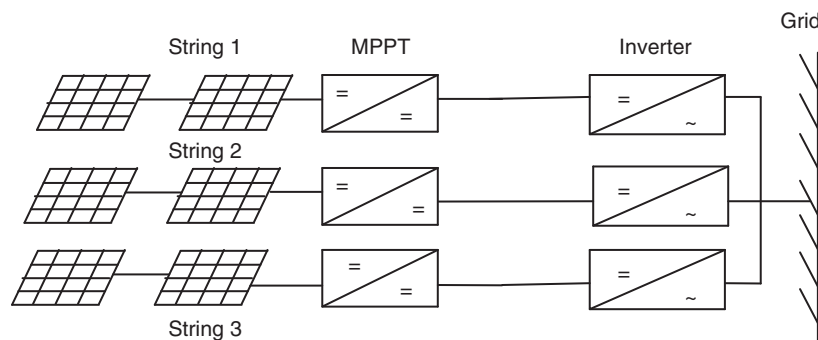 Grid
String 1 MPPT Inverter
= = = ~
String 2
= = = ~
= = = ~
String 3